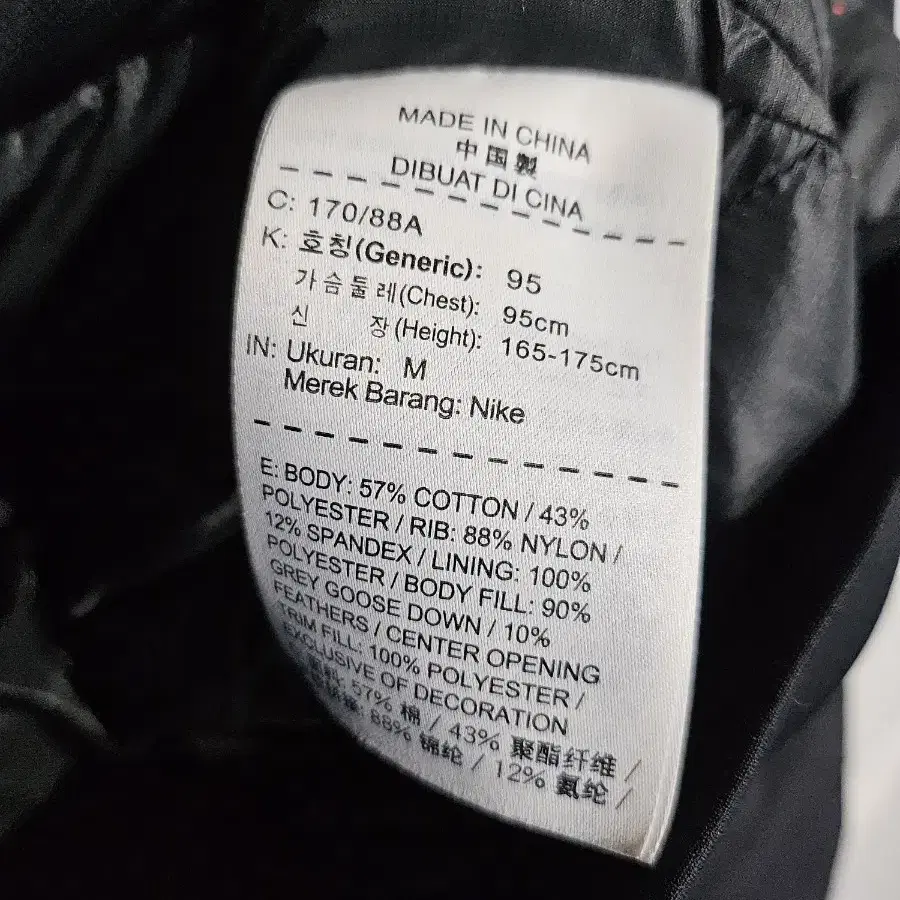 MADE IN CHINA
中国製
DIBUAT DI CINA
C: 170/88A
K: 호칭(Generic): 95
가슴둘레(Chest): 95cm
신 장(Height): 165-175cm
IN: Ukuran: M
Merek Barang: Nike
E: BODY: 57% COTTON / 43%
POLYESTER / RIB: 88% NYLON /
12% SPANDEX / LINING: 100%
POLYESTER / BODY FILL: 90%
GREY GOOSE DOWN / 10%
FEATHERS / CENTER OPENING
TRIM FILL: 100% POLYESTER /
EXCLUSIVE OF DECORATION
57% 棉 / 43% 聚酯纤维 /
88% 锦纶 / 12% 氨纶 /